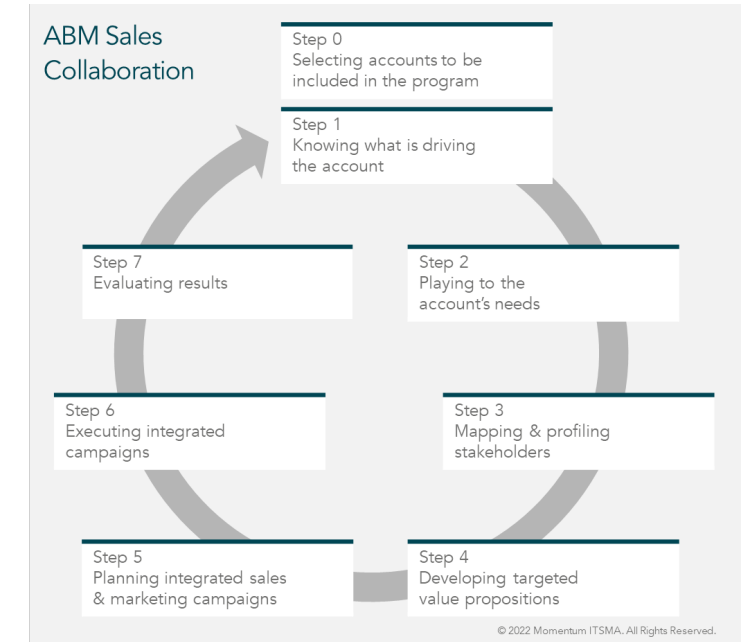 ABM Sales
Collaboration
Step 0
Selecting accounts to be
included in the program
Step 1
Knowing what is driving
the account
Step 2
Playing to the
account's needs
Step 3
Mapping & profiling
stakeholders
Step 4
Developing targeted
value propositions
Step 5
Planning integrated sales
& marketing campaigns
Step 6
Executing integrated
campaigns
Step 7
Evaluating results
© 2022 Momentum ITSMA. All Rights Reserved.